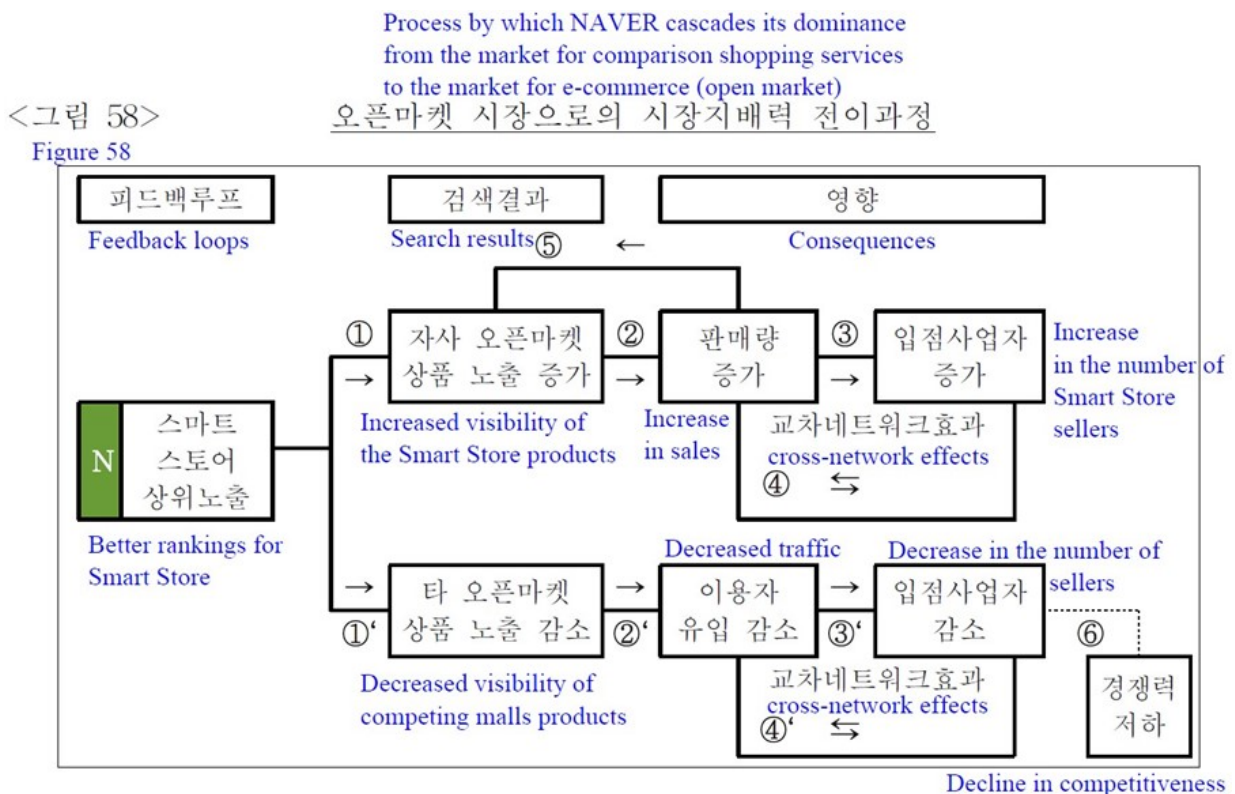 Process by which NAVER cascades its dominance
from the market for comparison shopping services
to the market for e-commerce (open market)
<그림 58>
오픈마켓 시장으로의 시장지배력 전이과정
Figure 58
피드백루프
검색결과
영향
Feedback loops
Search results
Consequences
⑤ ←
①
→
자사 오픈마켓
상품 노출 증가
②
→
판매량
증가
③
→
입점사업자
증가
Increase
in the number of
Smart Store
sellers
Increased visibility of
the Smart Store products
Increase
in sales
교차네트워크효과
cross-network effects
④ ⇆
N
스마트
스토어
상위노출
Better rankings for
Smart Store
Decreased traffic
Decrease in the number of
sellers
→
①‘
타 오픈마켓
상품 노출 감소
→
②‘
이용자
유입 감소
→
③‘
입점사업자
감소
⑥
경쟁력
저하
Decreased visibility of
competing malls products
교차네트워크효과
cross-network effects
④‘ ⇆
Decline in competitiveness